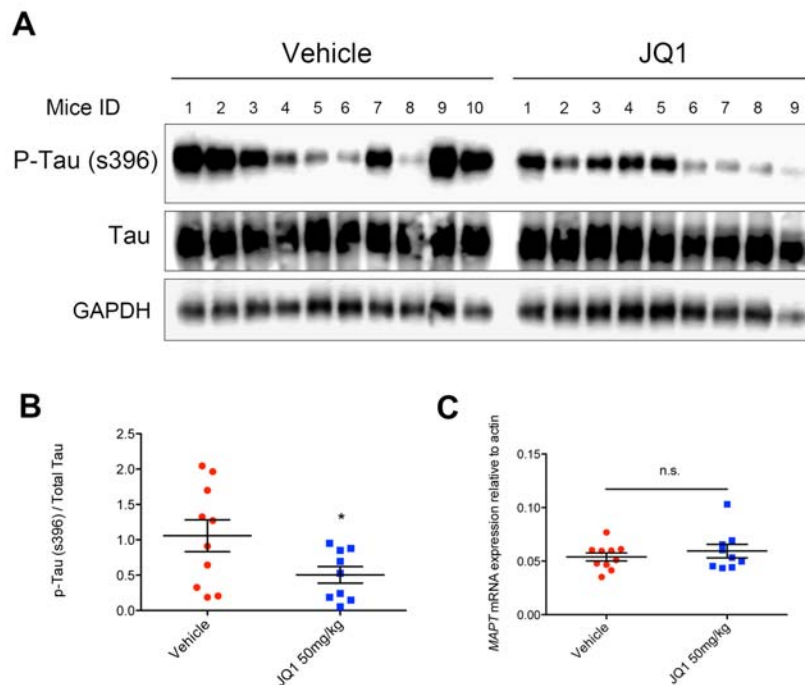 A
Vehicle JQ1
Mice ID 1 2 3 4 5 6 7 8 9 10 1 2 3 4 5 6 7 8 9
P-Tau (s396)
Tau
GAPDH
B
p-Tau (s396) / Total Tau
2.5
2.0
1.5
1.0
0.5
0.0
*
Vehicle
JQ1 50mg/kg
C
MAPT mRNA expression relative to actin
0.15
0.10
0.05
0.00
n.s.
Vehicle
JQ1 50mg/kg